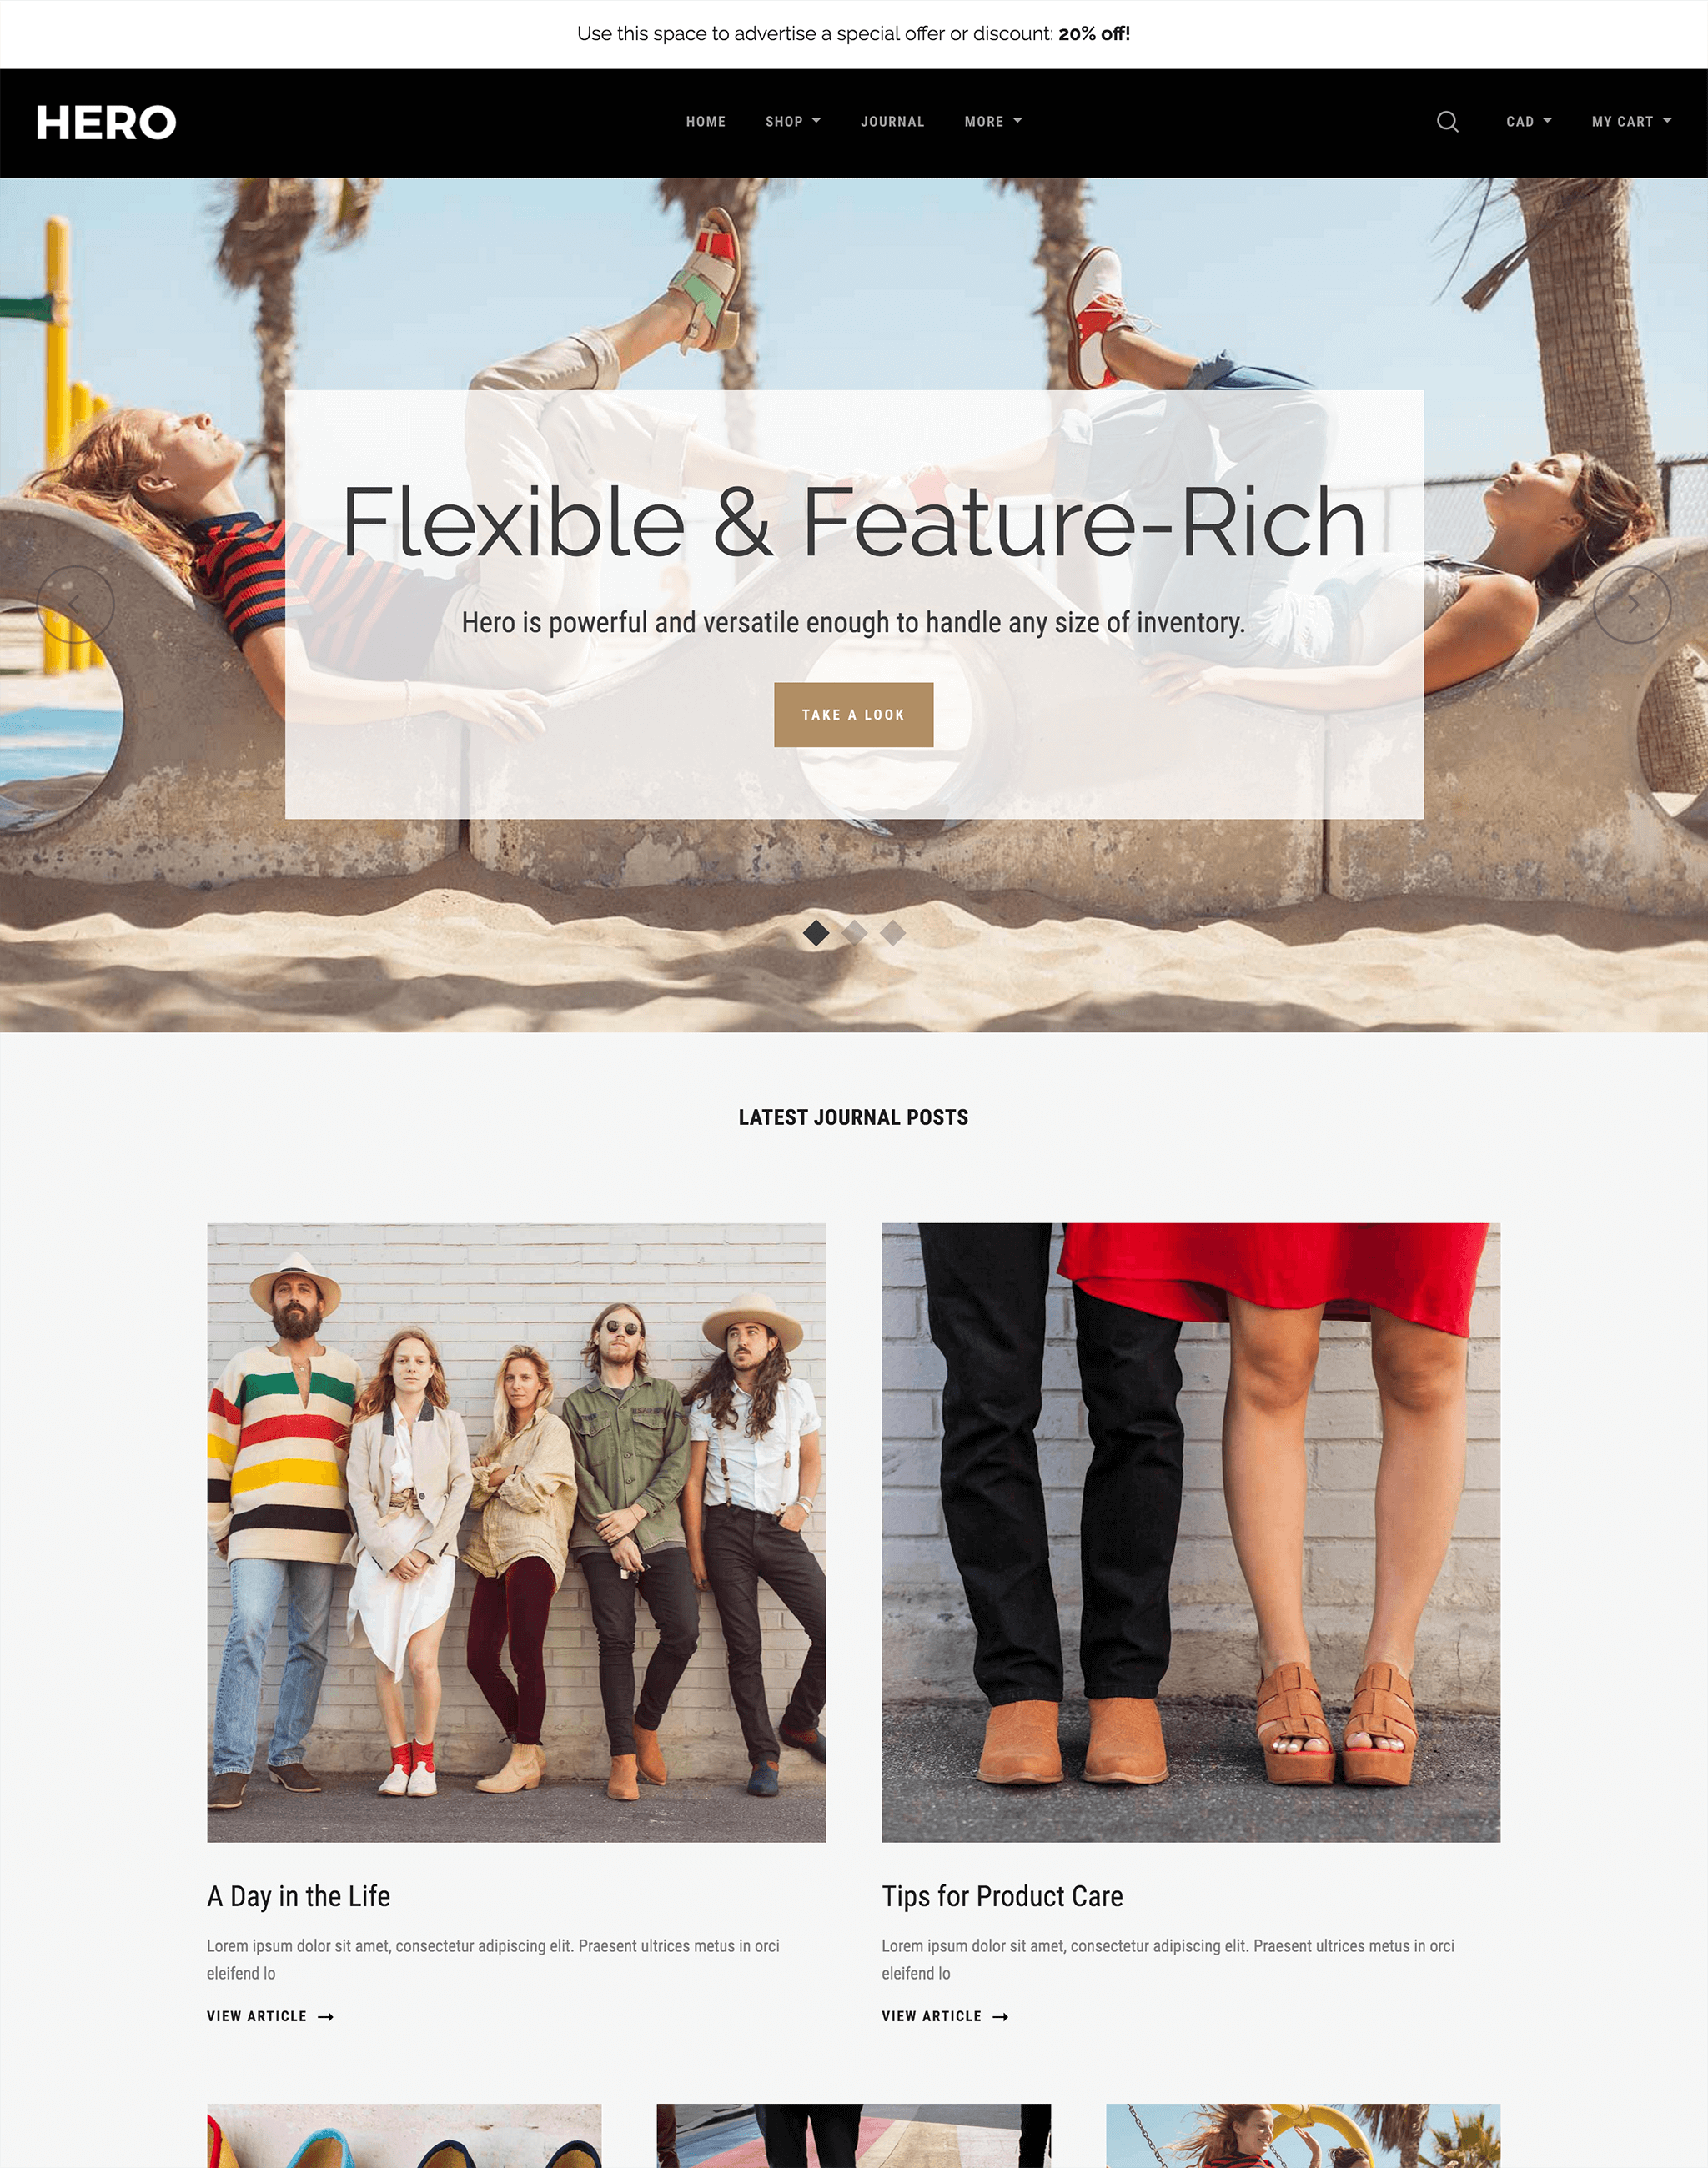 Use this space to advertise a special offer or discount: 20% off!
HERO
HOME SHOP JOURNAL MORE CAD MY CART
Flexible & Feature-Rich
Hero is powerful and versatile enough to handle any size of inventory.
TAKE A LOOK
LATEST JOURNAL POSTS
A Day in the Life
Lorem ipsum dolor sit amet, consectetur adipiscing elit. Praesent ultrices metus in orci
eleifend lo
VIEW ARTICLE →
Tips for Product Care
Lorem ipsum dolor sit amet, consectetur adipiscing elit. Praesent ultrices metus in orci
eleifend lo
VIEW ARTICLE →